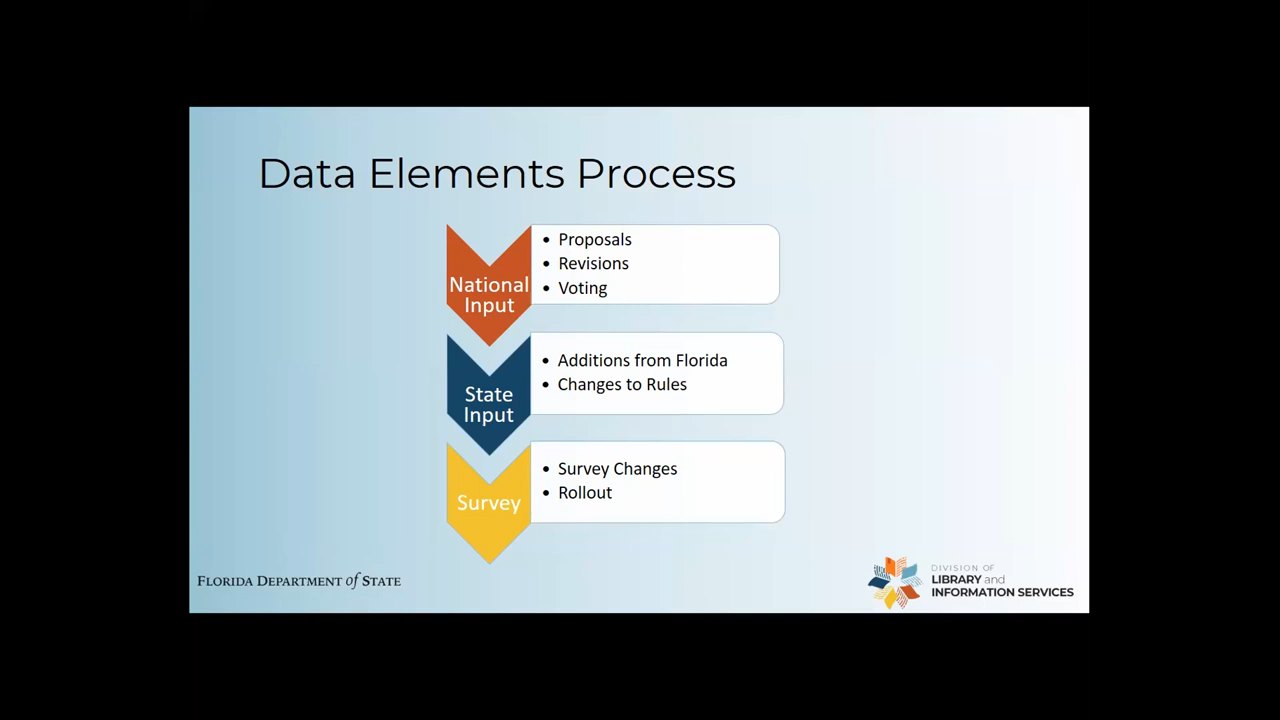 Data Elements Process
National
Input
• Proposals
• Revisions
• Voting
State
Input
• Additions from Florida
• Changes to Rules
Survey
• Survey Changes
• Rollout
FLORIDA DEPARTMENT of STATE
DIVISION OF
LIBRARY and
INFORMATION SERVICES